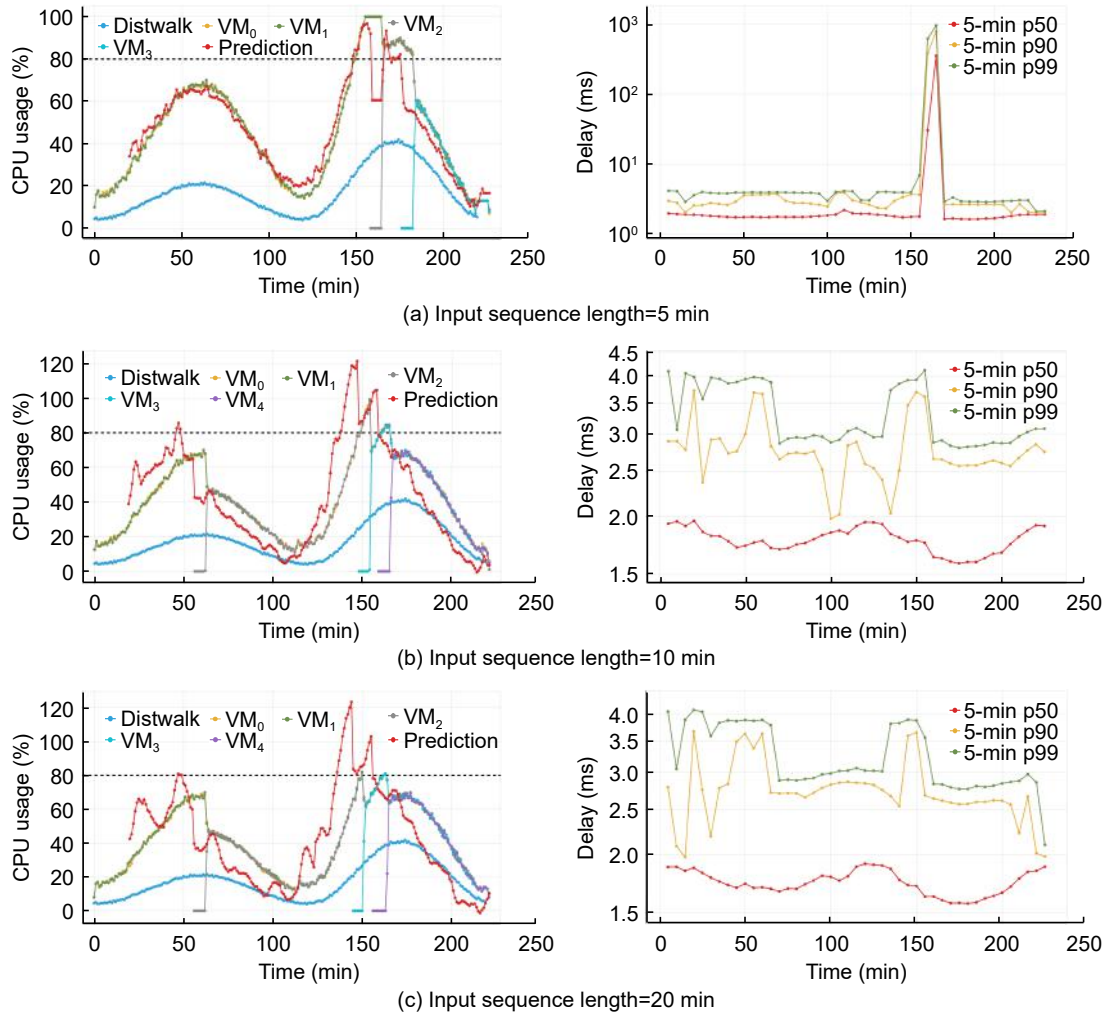 Distwalk VM₀ VM₁ VM₂
VM₃ Prediction
CPU usage (%)
100
80
60
40
20
0
0 50 100 150 200 250
Time (min)
5-min p50
5-min p90
5-min p99
Delay (ms)
10³
10²
10¹
10⁰
0 50 100 150 200 250
Time (min)
(a) Input sequence length=5 min
Distwalk VM₀ VM₁ VM₂
VM₃ VM₄ Prediction
CPU usage (%)
120
100
80
60
40
20
0
0 50 100 150 200 250
Time (min)
5-min p50
5-min p90
5-min p99
Delay (ms)
4.5
4.0
3.5
3.0
2.5
2.0
1.5
0 50 100 150 200 250
Time (min)
(b) Input sequence length=10 min
Distwalk VM₀ VM₁ VM₂
VM₃ VM₄ Prediction
CPU usage (%)
120
100
80
60
40
20
0
0 50 100 150 200 250
Time (min)
5-min p50
5-min p90
5-min p99
Delay (ms)
4.0
3.5
3.0
2.5
2.0
1.5
0 50 100 150 200 250
Time (min)
(c) Input sequence length=20 min